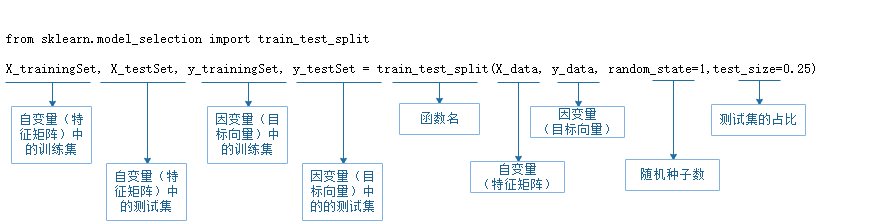 from sklearn.model_selection import train_test_split
X_trainingSet, X_testSet, y_trainingSet, y_testSet = train_test_split(X_data, y_data, random_state=1,test_size=0.25)
自变量（特
征矩阵）中
的训练集
因变量（目
标向量）中
的训练集
函数名
因变量
（目标向量）
测试集的占比
自变量（特
征矩阵）中
的测试集
因变量（目
标向量）中
的的测试集
自变量
（特征矩阵）
随机种子数